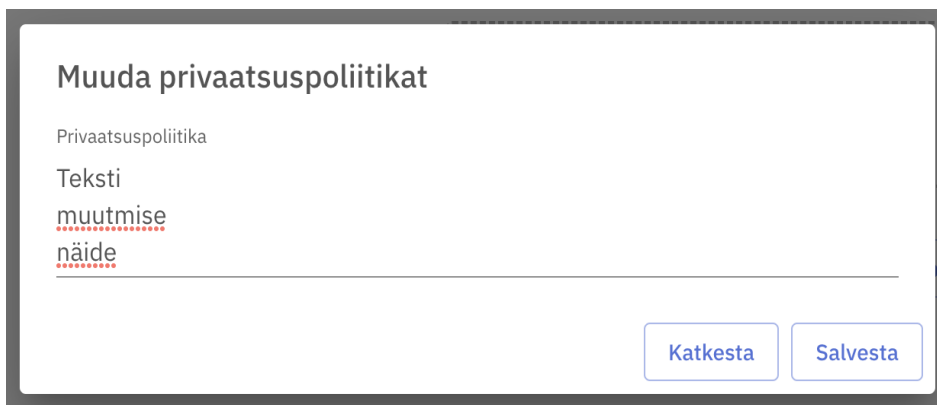 Muuda privaatsuspoliitikat
Privaatsuspoliitika
Teksti
muutmise
näide
Katkesta Salvesta